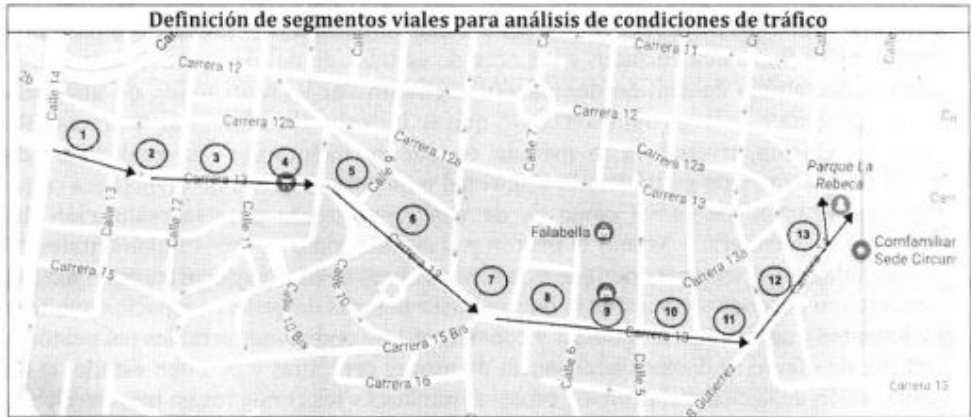 Definición de segmentos viales para análisis de condiciones de tráfico
Carrera 11
Carrera 12
Calle 14
Carrera 12
Carrera 12b
Calle 7
Calle 9
Carrera 12a
Carrera 12a
Parque La
Rebeca
1
2
3
4
5
6
7
8
9
10
11
12
13
Carrera 13
Carrera 13
Calle 13
Calle 12
Calle 11
Falabella
Comfamiliar
Sede Circun
Carrera 15
Carrera 14
Carrera 13a
Calle 10
Calle 10 Bis
Carrera 15 Bis
Carrera 16
Calle 6
Calle 5
Gutierrez
Carrera 15